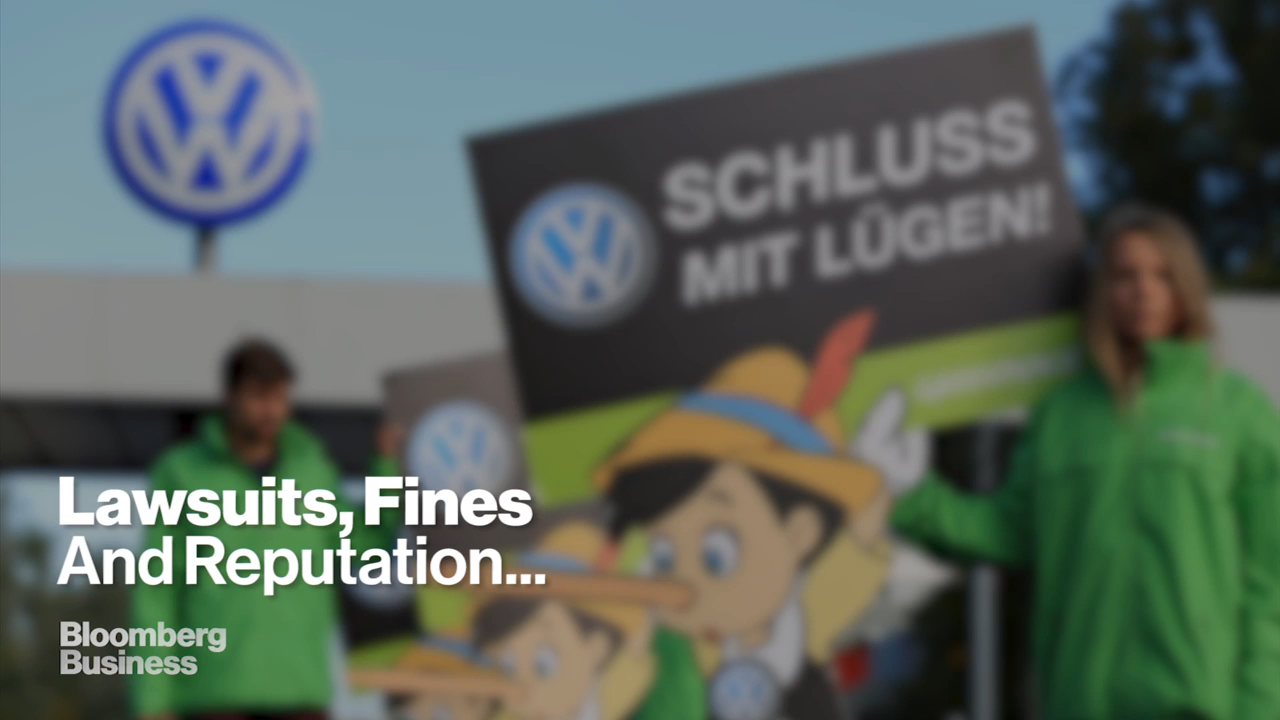 SCHLUSS
MIT LÜGEN!
Lawsuits, Fines
And Reputation...
Bloomberg
Business